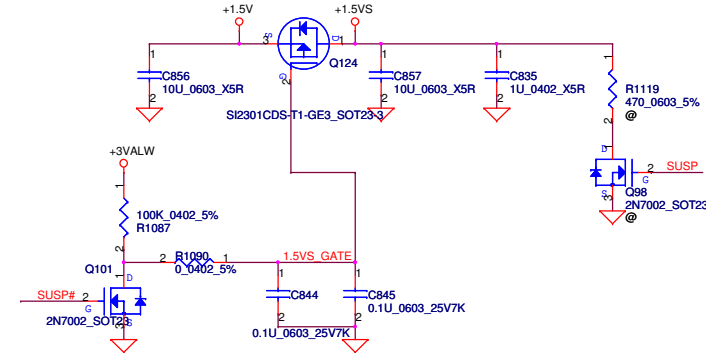 +1.5V
+1.5VS
S
3
D
1
Q124
G
2
1
C856
10U_0603_X5R
2
1
C857
10U_0603_X5R
2
1
C835
1U_0402_X5R
2
1
R1119
470_0603_5%
@
2
SI2301CDS-T1-GE3_SOT23-3
D
1
2
SUSP
G
S
3
Q98
2N7002_SOT23
@
+3VALW
1
100K_0402_5%
R1087
2
2
R1090
1
0_0402_5%
1.5VS_GATE
Q101
1
D
SUSP#
2
G
2N7002_SOT23
S
3
1
C844
2
0.1U_0603_25V7K
1
C845
2
0.1U_0603_25V7K